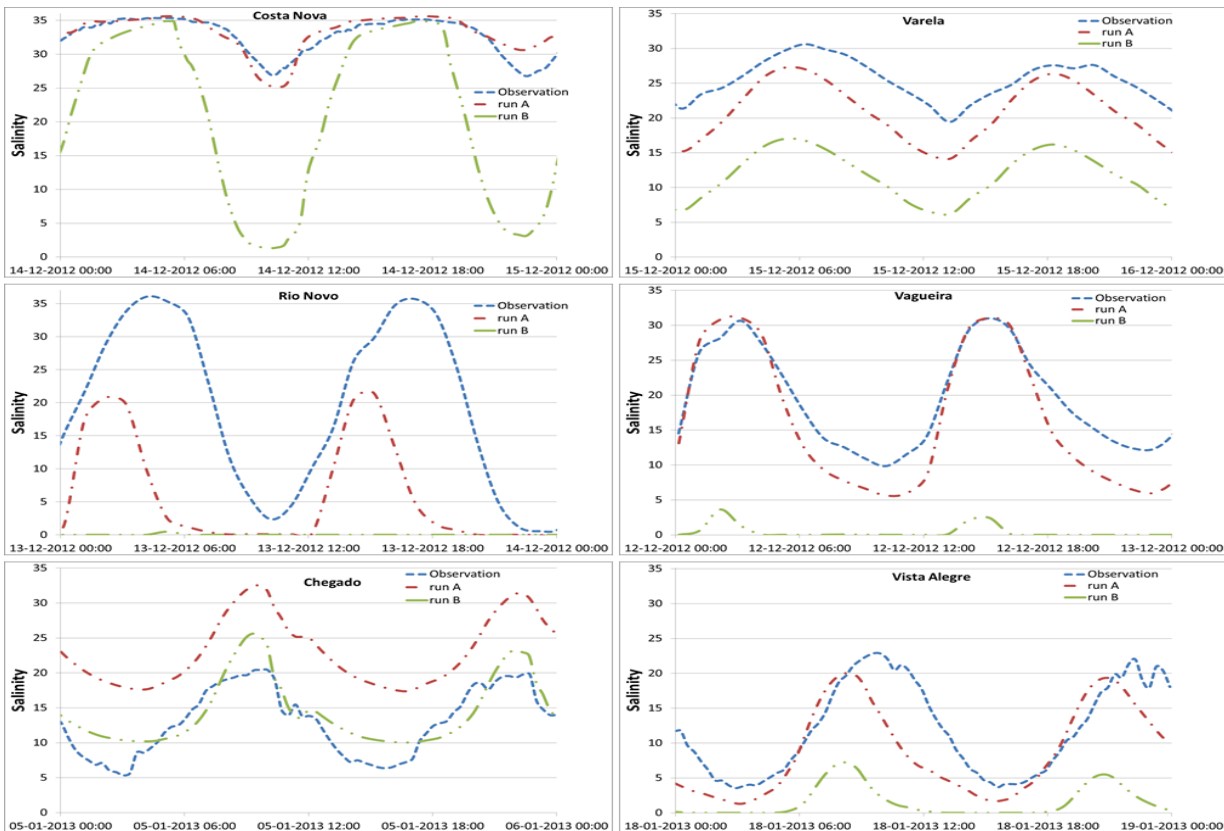 Costa Nova
35
30
25
20
15
10
5
0
Salinity
Observation
run A
run B
14-12-2012 00:00 14-12-2012 06:00 14-12-2012 12:00 14-12-2012 18:00 15-12-2012 00:00
Varela
35
30
25
20
15
10
5
0
Salinity
Observation
run A
run B
15-12-2012 00:00 15-12-2012 06:00 15-12-2012 12:00 15-12-2012 18:00 16-12-2012 00:00
Rio Novo
35
30
25
20
15
10
5
0
Salinity
Observation
run A
run B
13-12-2012 00:00 13-12-2012 06:00 13-12-2012 12:00 13-12-2012 18:00 14-12-2012 00:00
Vagueira
35
30
25
20
15
10
5
0
Salinity
Observation
run A
run B
12-12-2012 00:00 12-12-2012 06:00 12-12-2012 12:00 12-12-2012 18:00 13-12-2012 00:00
Chegado
35
30
25
20
15
10
5
0
Salinity
Observation
run A
run B
05-01-2013 00:00 05-01-2013 06:00 05-01-2013 12:00 05-01-2013 18:00 06-01-2013 00:00
Vista Alegre
35
30
25
20
15
10
5
0
Salinity
Observation
run A
run B
18-01-2013 00:00 18-01-2013 06:00 18-01-2013 12:00 18-01-2013 18:00 19-01-2013 00:00